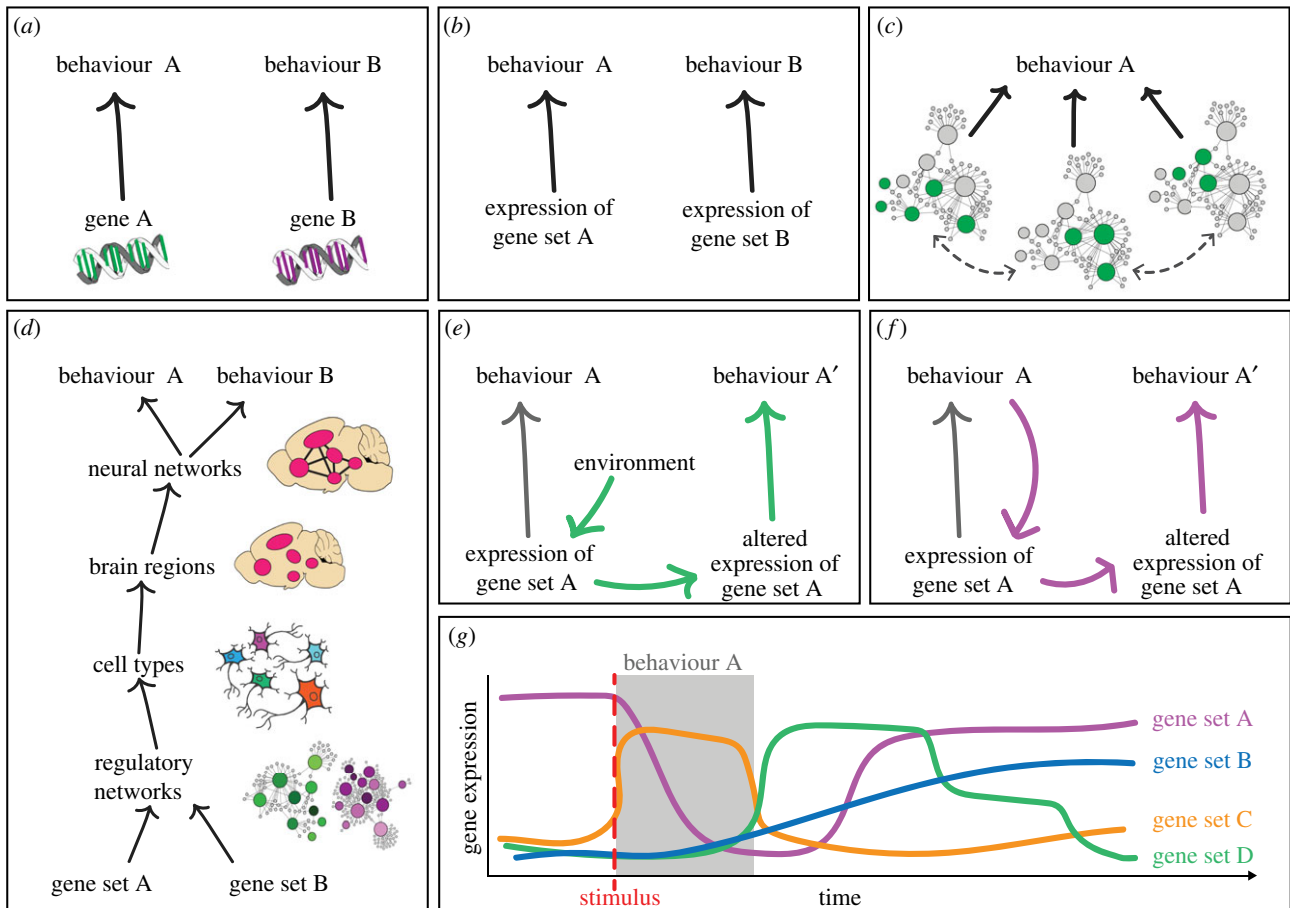 (a)
behaviour A
behaviour B
gene A
gene B
(b)
behaviour A
behaviour B
expression of
gene set A
expression of
gene set B
(c)
behaviour A
(d)
behaviour A
behaviour B
neural networks
brain regions
cell types
regulatory
networks
gene set A
gene set B
(e)
behaviour A
behaviour A′
environment
expression of
gene set A
altered
expression of
gene set A
(f)
behaviour A
behaviour A′
expression of
gene set A
altered
expression of
gene set A
(g)
behaviour A
gene expression
gene set A
gene set B
gene set C
gene set D
stimulus
time